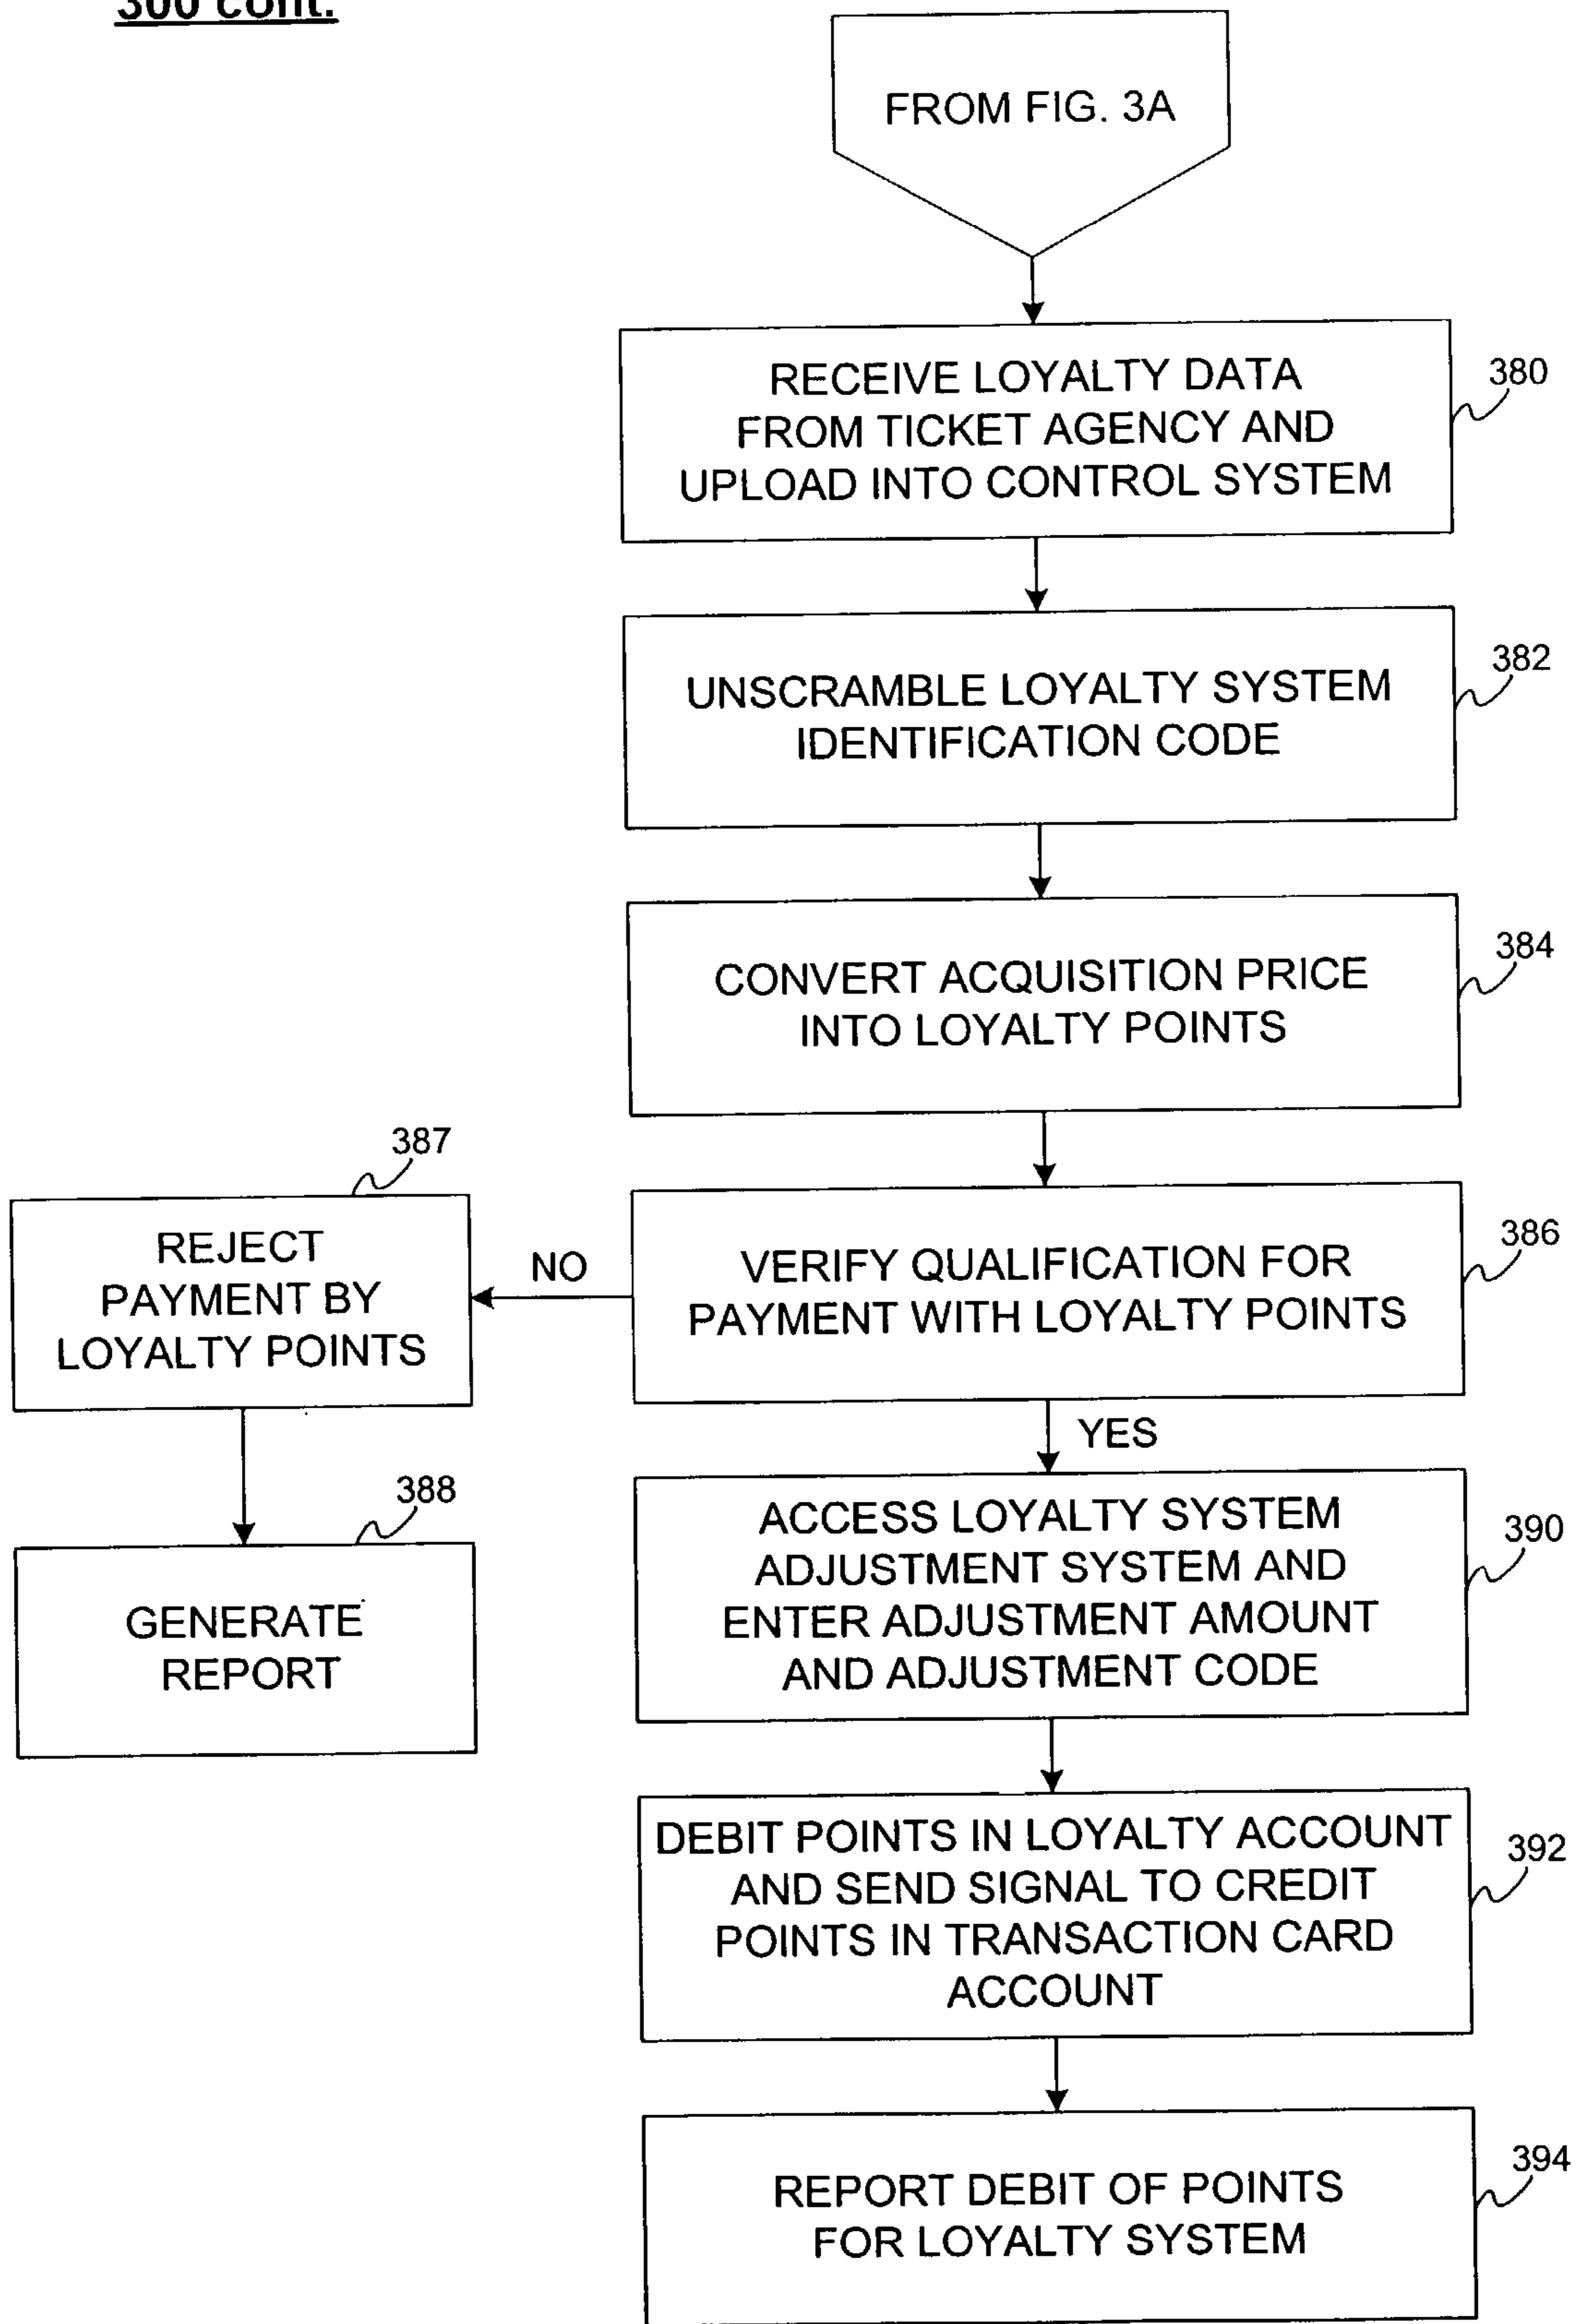 300 cont.
FROM FIG. 3A
RECEIVE LOYALTY DATA
FROM TICKET AGENCY AND
UPLOAD INTO CONTROL SYSTEM
380
UNSCRAMBLE LOYALTY SYSTEM
IDENTIFICATION CODE
382
CONVERT ACQUISITION PRICE
INTO LOYALTY POINTS
384
VERIFY QUALIFICATION FOR
PAYMENT WITH LOYALTY POINTS
386
NO
387
REJECT
PAYMENT BY
LOYALTY POINTS
388
GENERATE
REPORT
YES
ACCESS LOYALTY SYSTEM
ADJUSTMENT SYSTEM AND
ENTER ADJUSTMENT AMOUNT
AND ADJUSTMENT CODE
390
DEBIT POINTS IN LOYALTY ACCOUNT
AND SEND SIGNAL TO CREDIT
POINTS IN TRANSACTION CARD
ACCOUNT
392
REPORT DEBIT OF POINTS
FOR LOYALTY SYSTEM
394